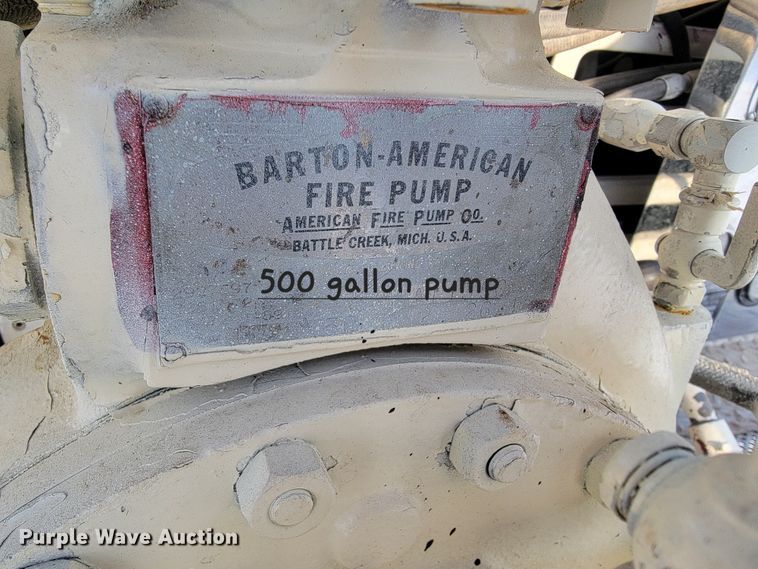 BARTON-AMERICAN
FIRE PUMP
AMERICAN FIRE PUMP CO.
BATTLE CREEK, MICH. U.S.A.
500 gallon pump
Purple Wave Auction